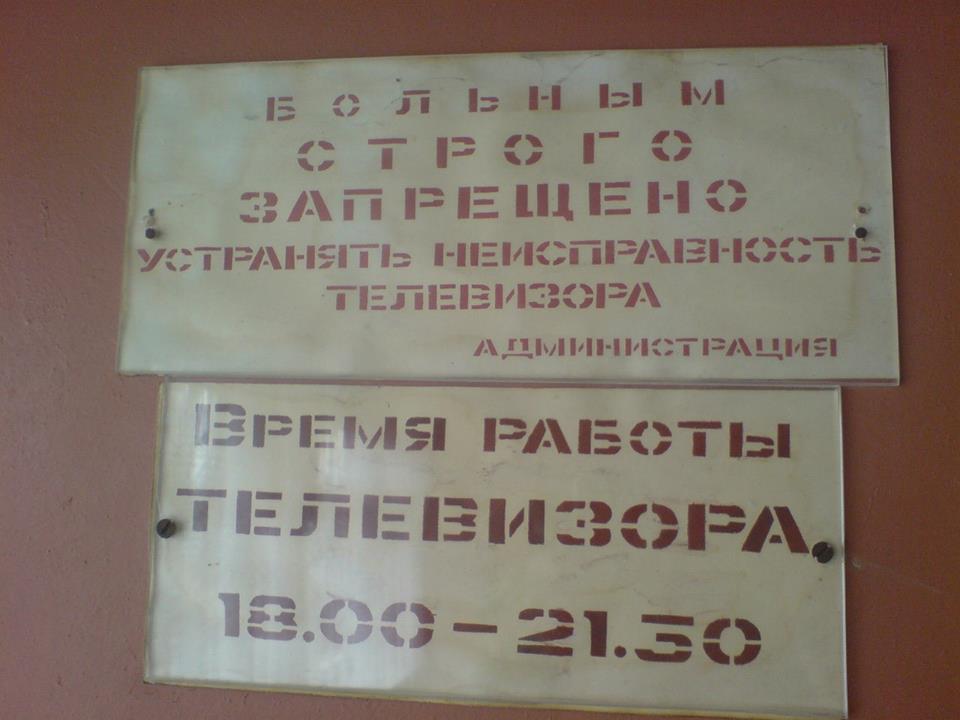 БОЛЬНЫМ
СТРОГО
ЗАПРЕЩЕНО
УСТРАНЯТЬ НЕИСПРАВНОСТЬ
ТЕЛЕВИЗОРА
АДМИНИСТРАЦИЯ
ВРЕМЯ РАБОТЫ
ТЕЛЕВИЗОРА
18.00-21.30